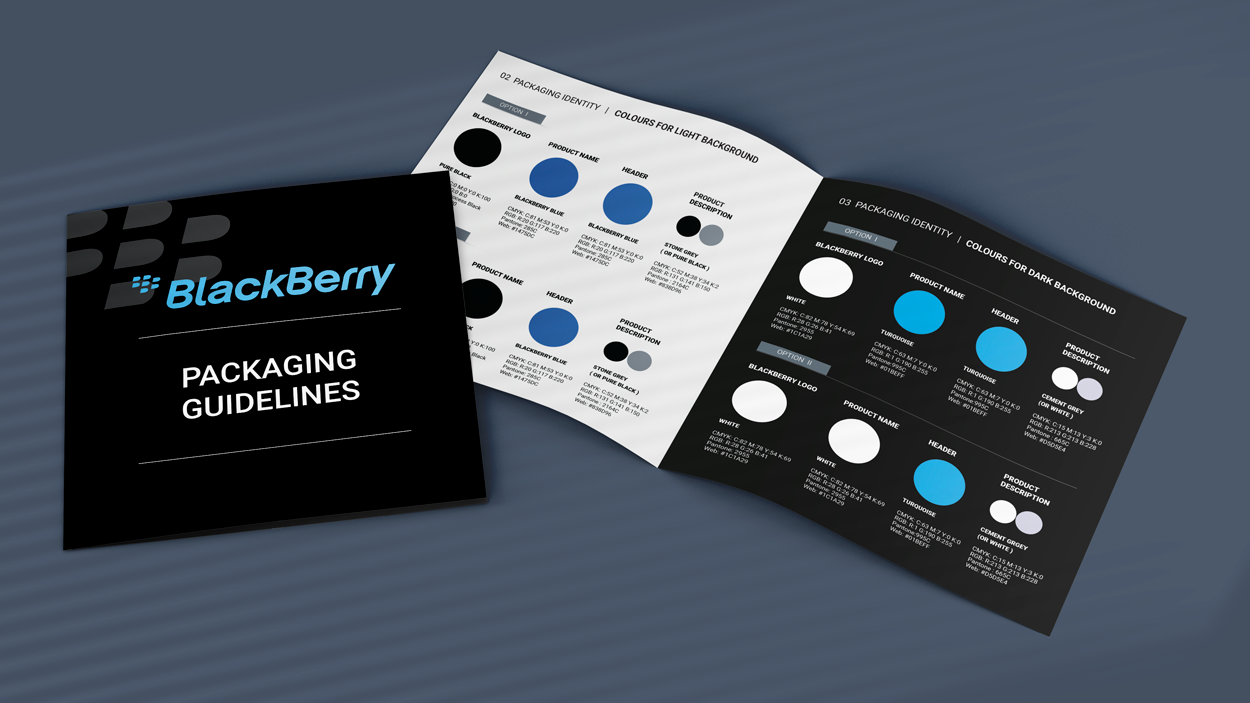 BlackBerry
PACKAGING
GUIDELINES
02 PACKAGING IDENTITY | COLOURS FOR LIGHT BACKGROUND
OPTION I
BLACKBERRY LOGO
PURE BLACK
Y:0 K:100
Black
PRODUCT NAME
BLACKBERRY BLUE
CMYK: C:81 M:53 Y:0 K:0
RGB: R:20 G:117 B:220
Pantone: 285C
Web: #1475DC
HEADER
BLACKBERRY BLUE
CMYK: C:81 M:53 Y:0 K:0
RGB: R:20 G:117 B:220
Pantone: 285C
Web: #1475DC
PRODUCT
DESCRIPTION
STONE GREY
( OR PURE BLACK )
CMYK: C:52 M:38 Y:34 K:2
RGB: R:131 G:141 B:150
Pantone : 2164C
Web: #838D96
PRODUCT NAME
K:100
Black
HEADER
BLACKBERRY BLUE
CMYK: C:81 M:53 Y:0 K:0
RGB: R:20 G:117 B:220
Pantone: 285C
Web: #1475DC
PRODUCT
DESCRIPTION
STONE GREY
( OR PURE BLACK )
CMYK: C:52 M:38 Y:34 K:2
RGB: R:131 G:141 B:150
Pantone : 2164C
Web: #838D96
03 PACKAGING IDENTITY | COLOURS FOR DARK BACKGROUND
OPTION I
BLACKBERRY LOGO
WHITE
CMYK: C:82 M:78 Y:54 K:69
RGB: R:28 G:26 B:41
Pantone: 2955
Web: #1C1A29
PRODUCT NAME
TURQUOISE
CMYK: C:63 M:7 Y:0 K:0
RGB: R:1 G:190 B:255
Pantone:995C
Web: #01BEFF
HEADER
TURQUOISE
CMYK: C:63 M:7 Y:0 K:0
RGB: R:1 G:190 B:255
Pantone:995C
Web: #01BEFF
PRODUCT
DESCRIPTION
CEMENT GREY
(OR WHITE )
CMYK: C:15 M:13 Y:3 K:0
RGB: R:213 G:213 B:228
Pantone : 665C
Web: #D5D5E4
OPTION II
BLACKBERRY LOGO
WHITE
CMYK: C:82 M:78 Y:54 K:69
RGB: R:28 G:26 B:41
Pantone: 2955
Web: #1C1A29
PRODUCT NAME
WHITE
CMYK: C:82 M:78 Y:54 K:69
RGB: R:28 G:26 B:41
Pantone: 2955
Web: #1C1A29
HEADER
TURQUOISE
CMYK: C:63 M:7 Y:0 K:0
RGB: R:1 G:190 B:255
Pantone:995C
Web: #01BEFF
PRODUCT
DESCRIPTION
CEMENT GRGEY
(OR WHITE )
CMYK: C:15 M:13 Y:3 K:0
RGB: R:213 G:213 B:228
Pantone : 665C
Web: #D5D5E4